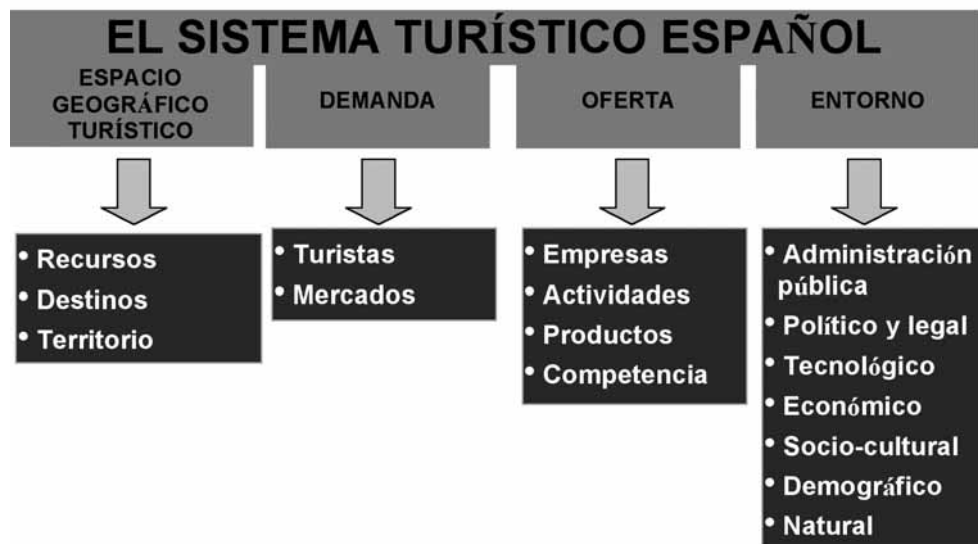 EL SISTEMA TURÍSTICO ESPAÑOL
ESPACIO
GEOGRÁFICO
TURÍSTICO
• Recursos
• Destinos
• Territorio
DEMANDA
• Turistas
• Mercados
OFERTA
• Empresas
• Actividades
• Productos
• Competencia
ENTORNO
• Administración
pública
• Político y legal
• Tecnológico
• Económico
• Socio-cultural
• Demográfico
• Natural